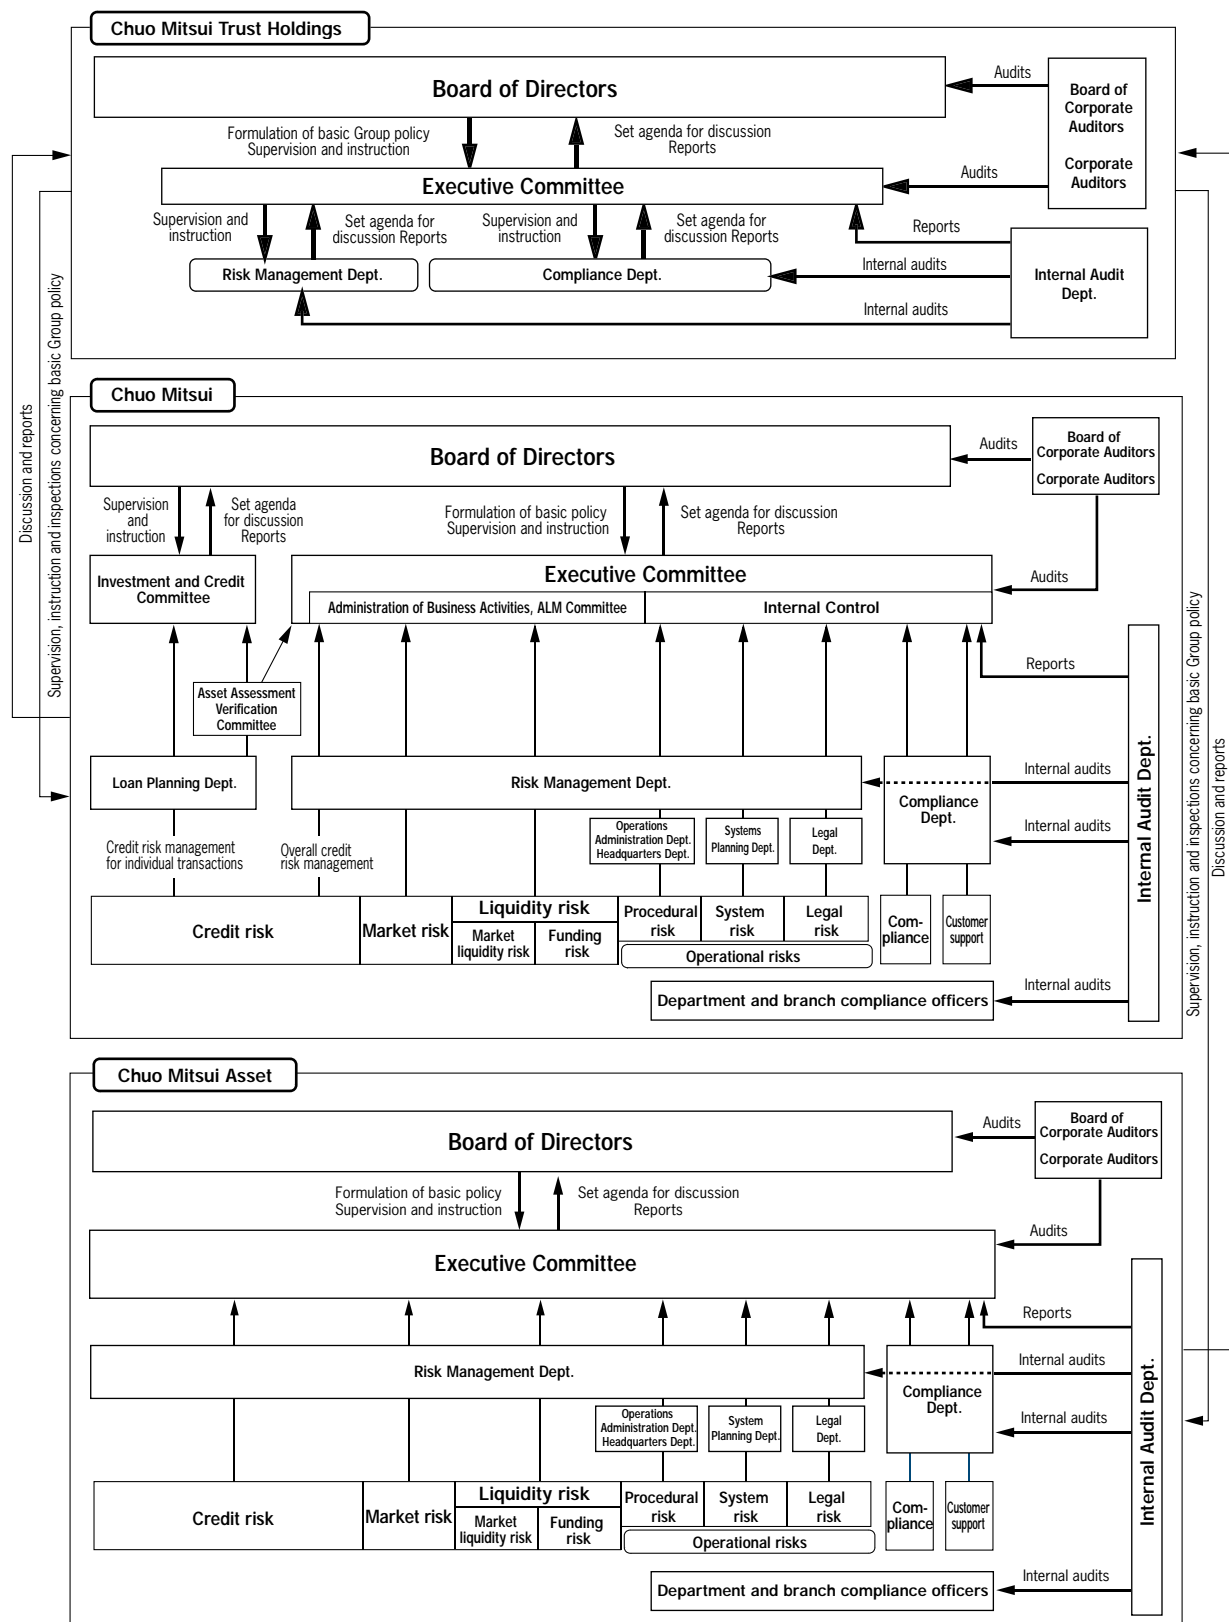 Chuo Mitsui Trust Holdings
Board of Directors
Audits
Board of
Corporate
Auditors
Corporate
Auditors
Formulation of basic Group policy
Supervision and instruction
Set agenda for discussion
Reports
Executive Committee
Audits
Supervision and
instruction
Set agenda for
discussion Reports
Supervision and
instruction
Set agenda for
discussion Reports
Reports
Risk Management Dept.
Compliance Dept.
Internal audits
Internal Audit
Dept.
Internal audits
Discussion and reports
Supervision, instruction and inspections concerning basic Group policy
Chuo Mitsui
Board of Directors
Audits
Board of
Corporate Auditors
Corporate Auditors
Supervision
and
instruction
Set agenda
for discussion
Reports
Formulation of basic policy
Supervision and instruction
Set agenda for discussion
Reports
Investment and Credit
Committee
Executive Committee
Audits
Administration of Business Activities, ALM Committee
Internal Control
Asset Assessment
Verification
Committee
Reports
Loan Planning Dept.
Risk Management Dept.
Compliance
Dept.
Internal audits
Internal audits
Internal Audit Dept.
Operations
Administration Dept.
Headquarters Dept.
Systems
Planning Dept.
Legal
Dept.
Credit risk management
for individual transactions
Overall credit
risk management
Credit risk
Market risk
Liquidity risk
Market
liquidity risk
Funding
risk
Procedural
risk
System
risk
Legal
risk
Operational risks
Com-
pliance
Customer
support
Department and branch compliance officers
Internal audits
Supervision, instruction and inspections concerning basic Group policy
Discussion and reports
Chuo Mitsui Asset
Board of Directors
Audits
Board of
Corporate Auditors
Corporate Auditors
Formulation of basic policy
Supervision and instruction
Set agenda for discussion
Reports
Executive Committee
Audits
Reports
Risk Management Dept.
Compliance
Dept.
Internal audits
Internal audits
Internal Audit Dept.
Operations
Administration Dept.
Headquarters Dept.
System
Planning Dept.
Legal
Dept.
Credit risk
Market risk
Liquidity risk
Market
liquidity risk
Funding
risk
Procedural
risk
System
risk
Legal
risk
Operational risks
Com-
pliance
Customer
support
Department and branch compliance officers
Internal audits